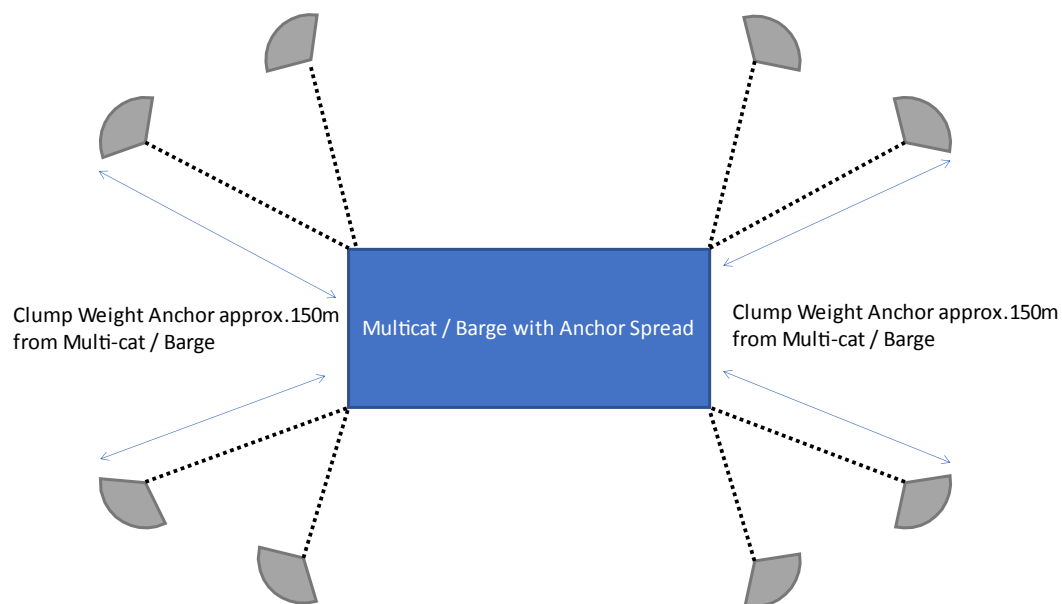 Clump Weight Anchor approx.150m
from Multi-cat / Barge
Multicat / Barge with Anchor Spread
Clump Weight Anchor approx.150m
from Multi-cat / Barge